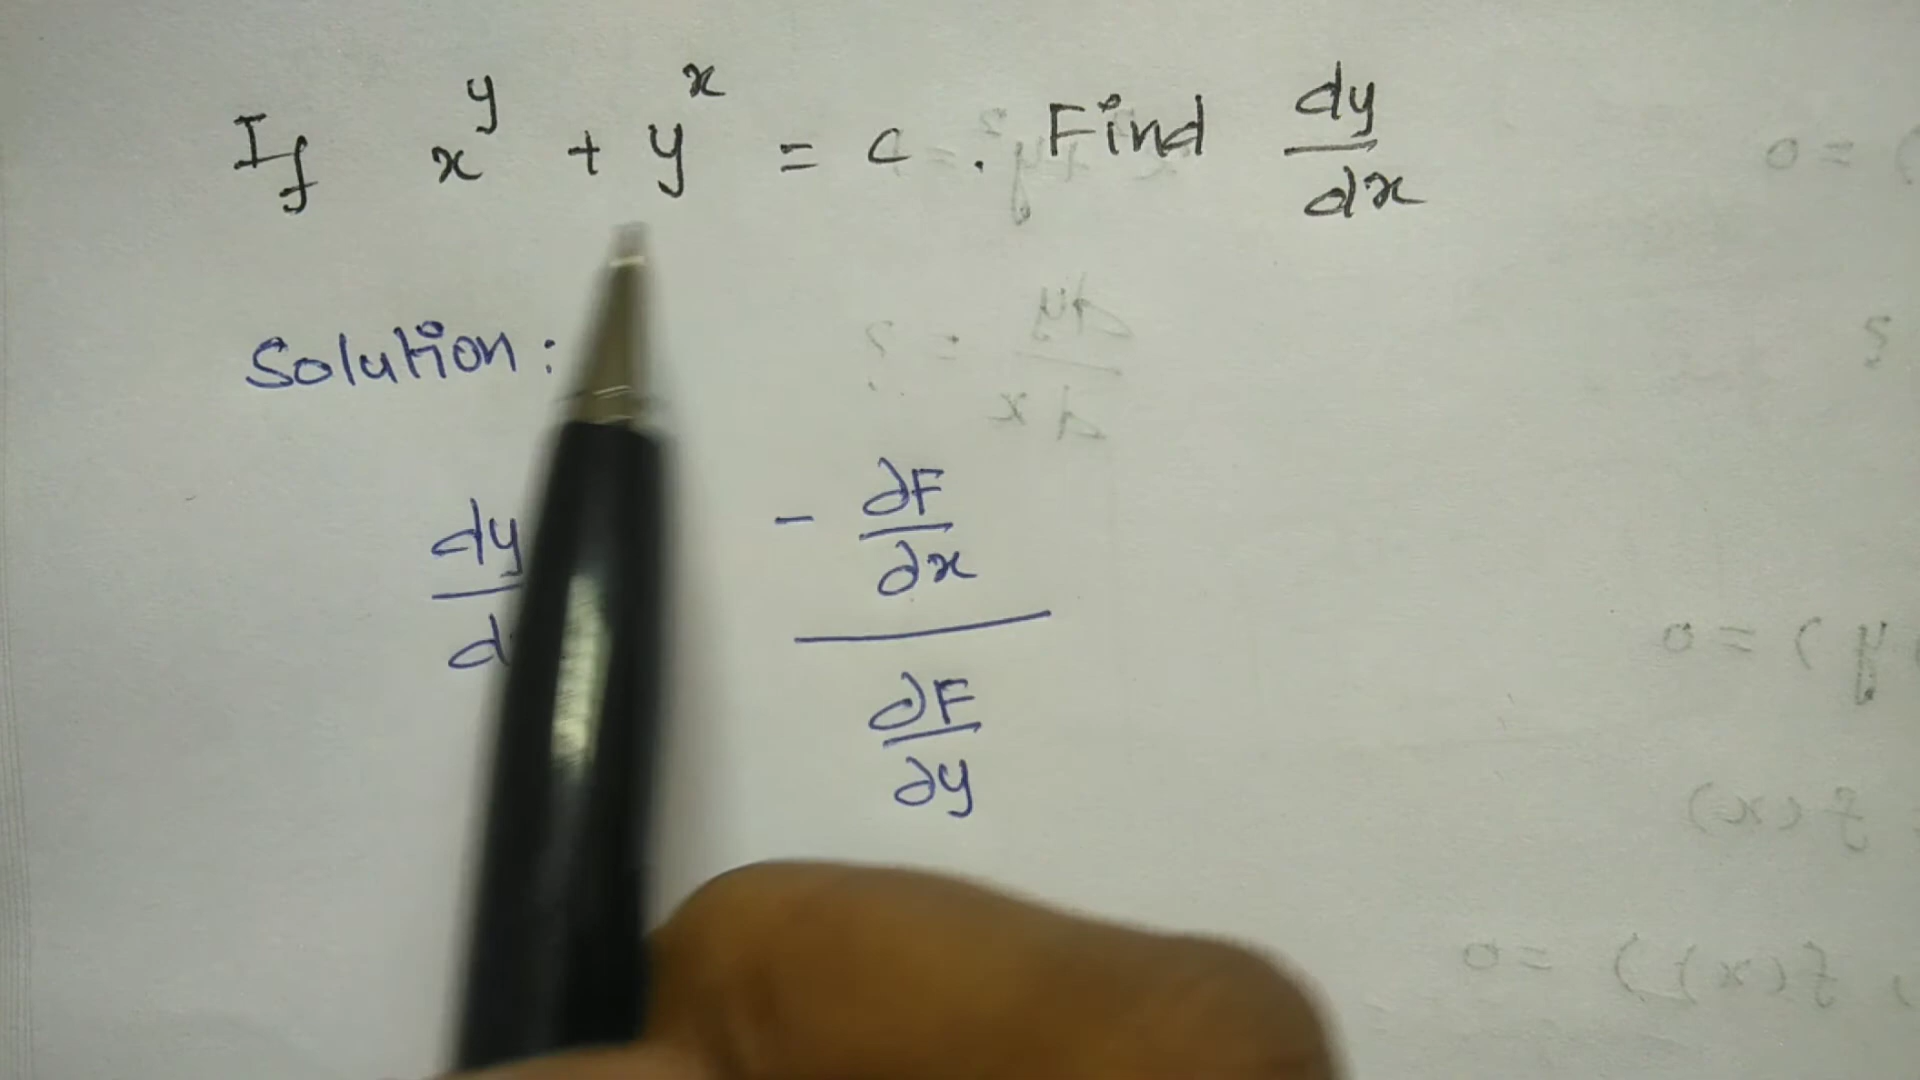 If x^y + y^x = c . Find dy/dx
Solution :
dy/d - ∂F/∂x
∂F/∂y